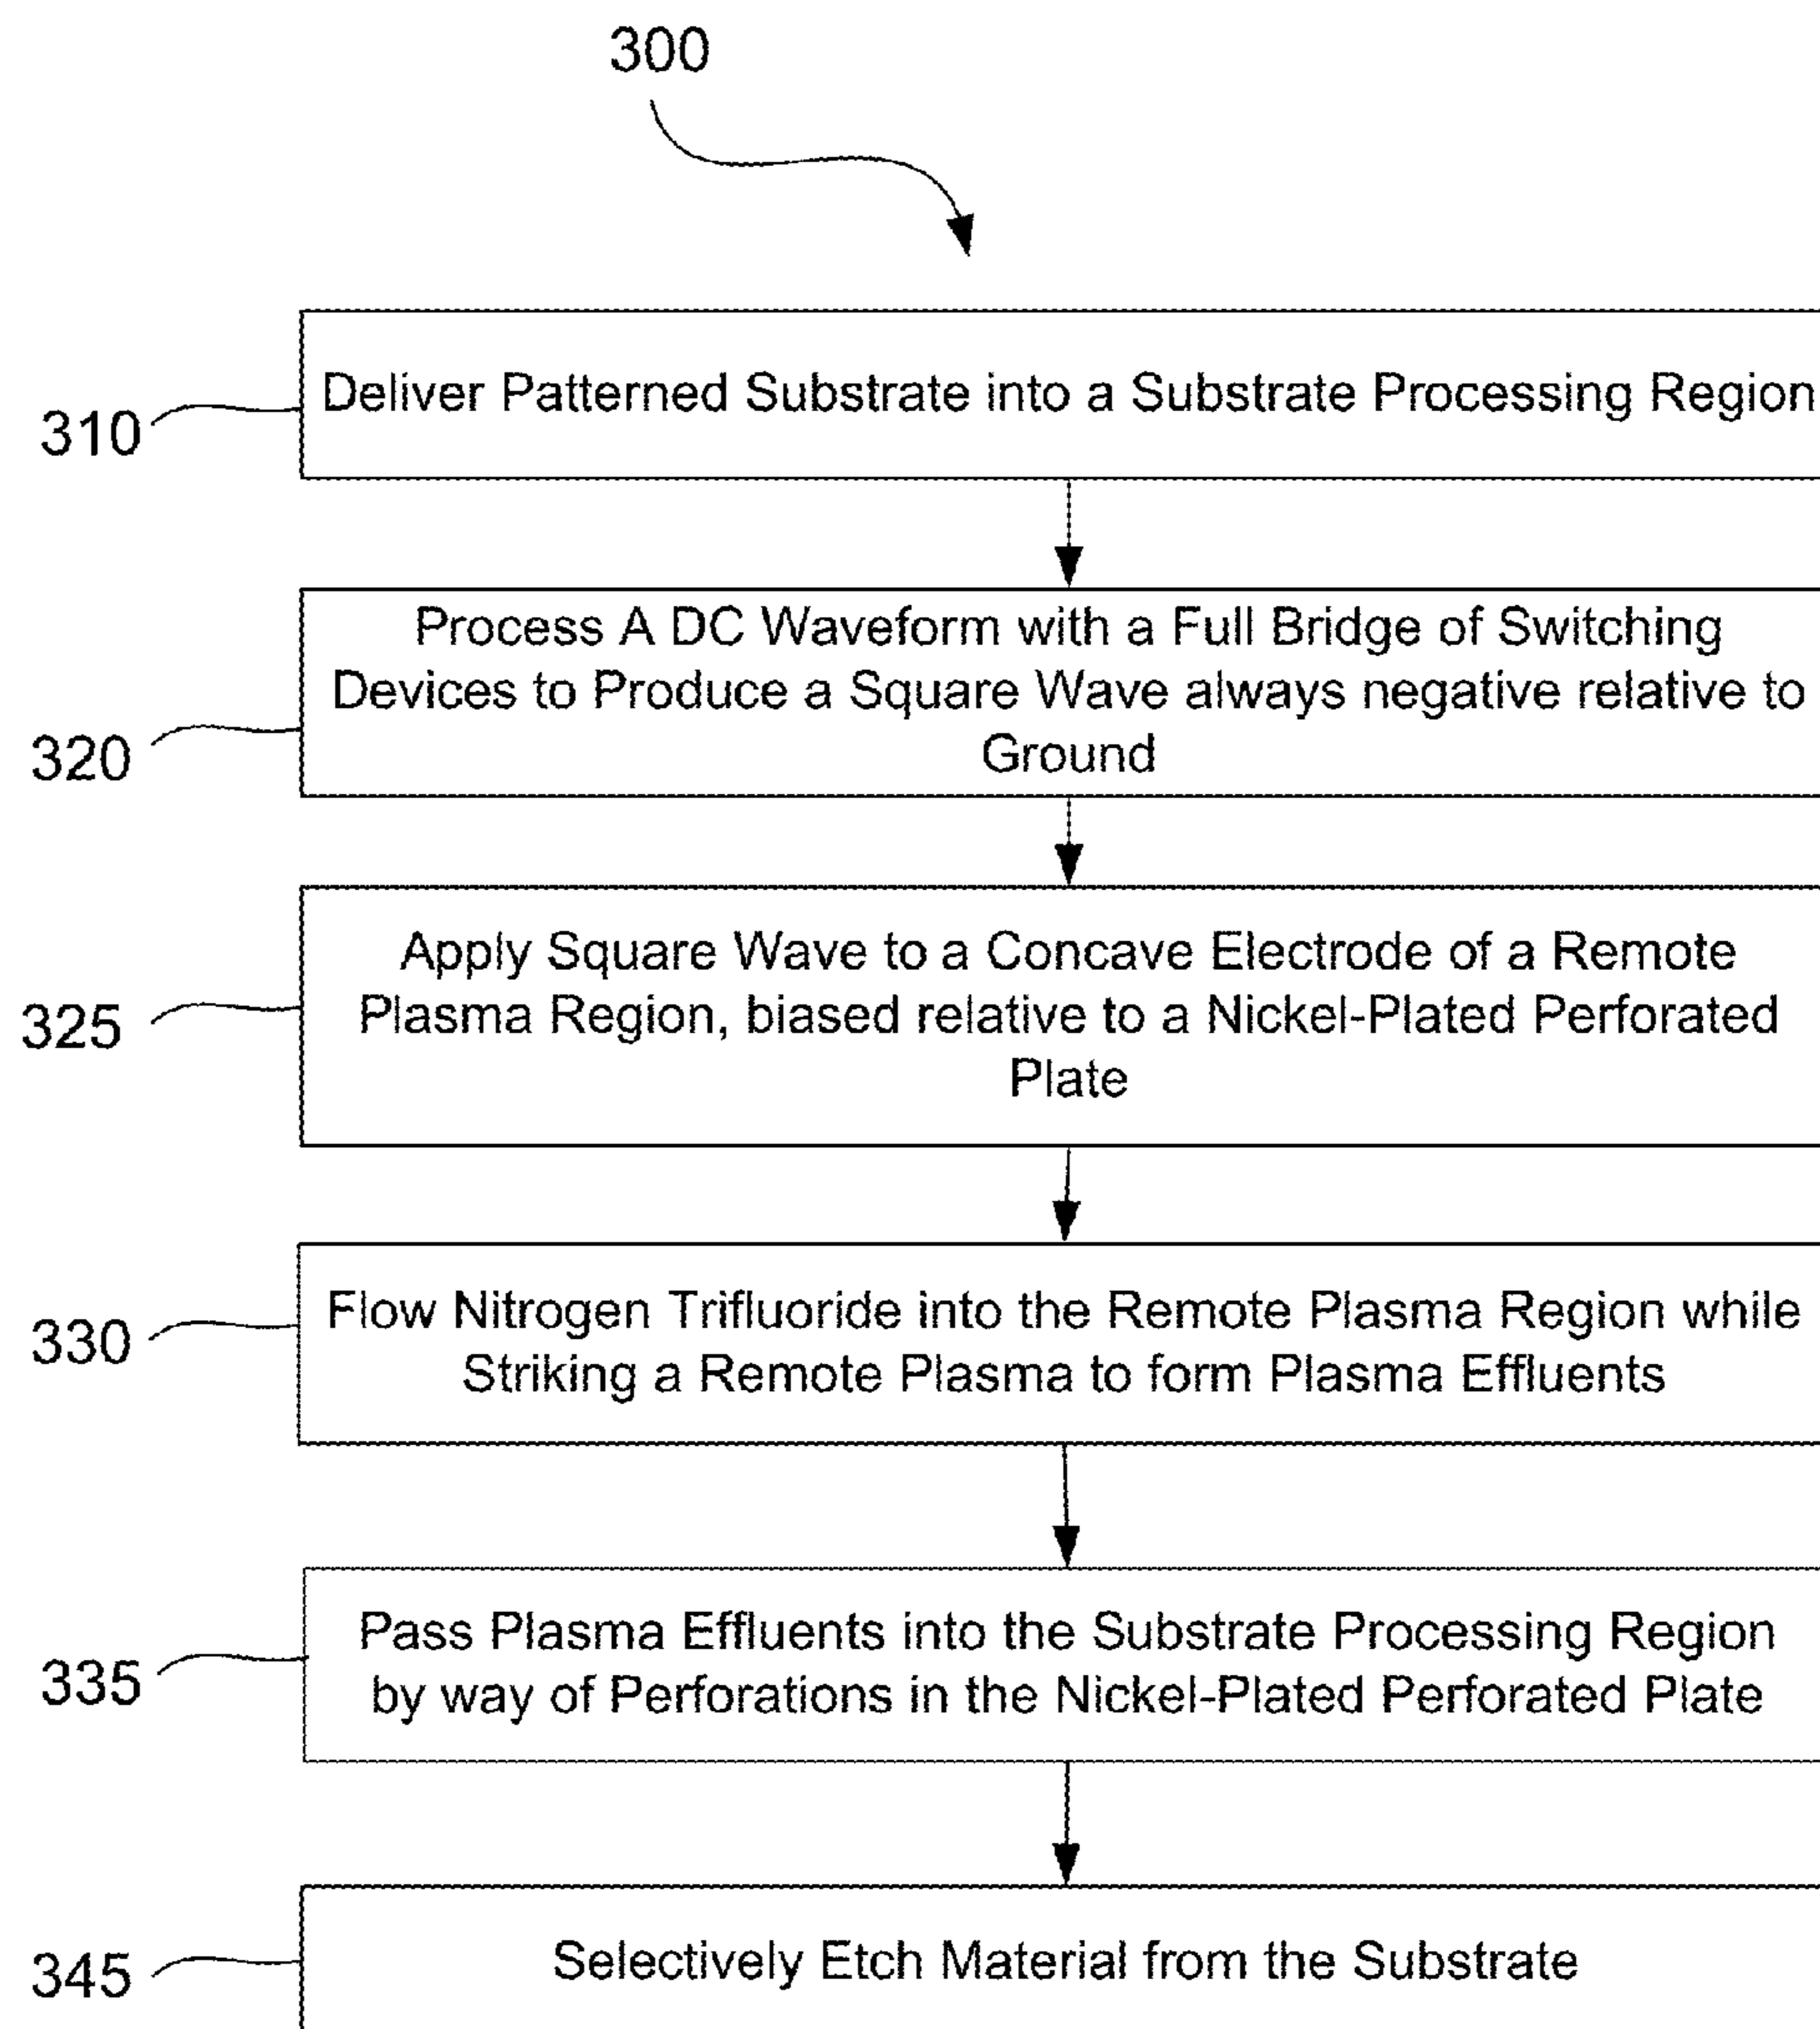 300
Deliver Patterned Substrate into a Substrate Processing Region
310
Process A DC Waveform with a Full Bridge of Switching
Devices to Produce a Square Wave always negative relative to
Ground
320
Apply Square Wave to a Concave Electrode of a Remote
Plasma Region, biased relative to a Nickel-Plated Perforated
Plate
325
Flow Nitrogen Trifluoride into the Remote Plasma Region while
Striking a Remote Plasma to form Plasma Effluents
330
Pass Plasma Effluents into the Substrate Processing Region
by way of Perforations in the Nickel-Plated Perforated Plate
335
Selectively Etch Material from the Substrate
345